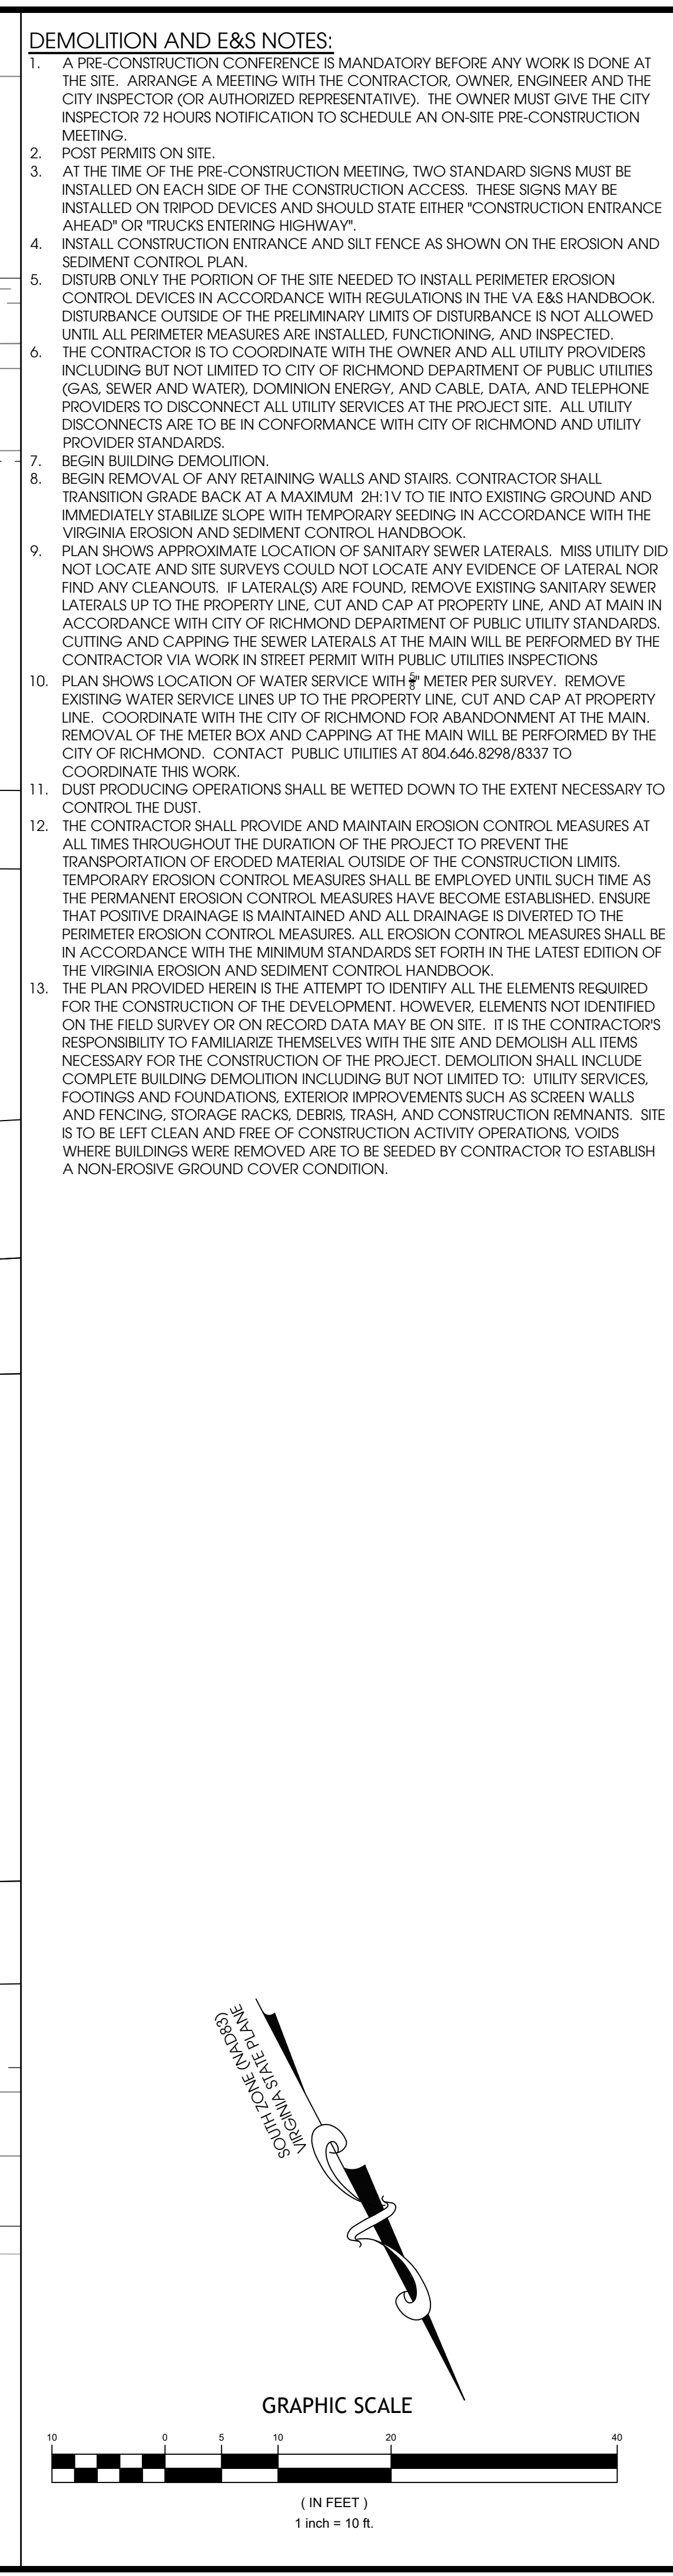 DEMOLITION AND E&S NOTES:
1. A PRE-CONSTRUCTION CONFERENCE IS MANDATORY BEFORE ANY WORK IS DONE AT
THE SITE. ARRANGE A MEETING WITH THE CONTRACTOR, OWNER, ENGINEER AND THE
CITY INSPECTOR (OR AUTHORIZED REPRESENTATIVE). THE OWNER MUST GIVE THE CITY
INSPECTOR 72 HOURS NOTIFICATION TO SCHEDULE AN ON-SITE PRE-CONSTRUCTION
MEETING.
2. POST PERMITS ON SITE.
3. AT THE TIME OF THE PRE-CONSTRUCTION MEETING, TWO STANDARD SIGNS MUST BE
INSTALLED ON EACH SIDE OF THE CONSTRUCTION ACCESS. THESE SIGNS MAY BE
INSTALLED ON TRIPOD DEVICES AND SHOULD STATE EITHER "CONSTRUCTION ENTRANCE
AHEAD" OR "TRUCKS ENTERING HIGHWAY".
4. INSTALL CONSTRUCTION ENTRANCE AND SILT FENCE AS SHOWN ON THE EROSION AND
SEDIMENT CONTROL PLAN.
5. DISTURB ONLY THE PORTION OF THE SITE NEEDED TO INSTALL PERIMETER EROSION
CONTROL DEVICES IN ACCORDANCE WITH REGULATIONS IN THE VA E&S HANDBOOK.
DISTURBANCE OUTSIDE OF THE PRELIMINARY LIMITS OF DISTURBANCE IS NOT ALLOWED
UNTIL ALL PERIMETER MEASURES ARE INSTALLED, FUNCTIONING, AND INSPECTED.
6. THE CONTRACTOR IS TO COORDINATE WITH THE OWNER AND ALL UTILITY PROVIDERS
INCLUDING BUT NOT LIMITED TO CITY OF RICHMOND DEPARTMENT OF PUBLIC UTILITIES
(GAS, SEWER AND WATER), DOMINION ENERGY, AND CABLE, DATA, AND TELEPHONE
PROVIDERS TO DISCONNECT ALL UTILITY SERVICES AT THE PROJECT SITE. ALL UTILITY
DISCONNECTS ARE TO BE IN CONFORMANCE WITH CITY OF RICHMOND AND UTILITY
PROVIDER STANDARDS.
7. BEGIN BUILDING DEMOLITION.
8. BEGIN REMOVAL OF ANY RETAINING WALLS AND STAIRS. CONTRACTOR SHALL
TRANSITION GRADE BACK AT A MAXIMUM 2H:1V TO TIE INTO EXISTING GROUND AND
IMMEDIATELY STABILIZE SLOPE WITH TEMPORARY SEEDING IN ACCORDANCE WITH THE
VIRGINIA EROSION AND SEDIMENT CONTROL HANDBOOK.
9. PLAN SHOWS APPROXIMATE LOCATION OF SANITARY SEWER LATERALS. MISS UTILITY DID
NOT LOCATE AND SITE SURVEYS COULD NOT LOCATE ANY EVIDENCE OF LATERAL NOR
FIND ANY CLEANOUTS. IF LATERAL(S) ARE FOUND, REMOVE EXISTING SANITARY SEWER
LATERALS UP TO THE PROPERTY LINE, CUT AND CAP AT PROPERTY LINE, AND AT MAIN IN
ACCORDANCE WITH CITY OF RICHMOND DEPARTMENT OF PUBLIC UTILITY STANDARDS.
CUTTING AND CAPPING THE SEWER LATERALS AT THE MAIN WILL BE PERFORMED BY THE
CONTRACTOR VIA WORK IN STREET PERMIT WITH PUBLIC UTILITIES INSPECTIONS
10. PLAN SHOWS LOCATION OF WATER SERVICE WITH 5/8" METER PER SURVEY. REMOVE
EXISTING WATER SERVICE LINES UP TO THE PROPERTY LINE, CUT AND CAP AT PROPERTY
LINE. COORDINATE WITH THE CITY OF RICHMOND FOR ABANDONMENT AT THE MAIN.
REMOVAL OF THE METER BOX AND CAPPING AT THE MAIN WILL BE PERFORMED BY THE
CITY OF RICHMOND. CONTACT PUBLIC UTILITIES AT 804.646.8298/8337 TO
COORDINATE THIS WORK.
11. DUST PRODUCING OPERATIONS SHALL BE WETTED DOWN TO THE EXTENT NECESSARY TO
CONTROL THE DUST.
12. THE CONTRACTOR SHALL PROVIDE AND MAINTAIN EROSION CONTROL MEASURES AT
ALL TIMES THROUGHOUT THE DURATION OF THE PROJECT TO PREVENT THE
TRANSPORTATION OF ERODED MATERIAL OUTSIDE OF THE CONSTRUCTION LIMITS.
TEMPORARY EROSION CONTROL MEASURES SHALL BE EMPLOYED UNTIL SUCH TIME AS
THE PERMANENT EROSION CONTROL MEASURES HAVE BECOME ESTABLISHED. ENSURE
THAT POSITIVE DRAINAGE IS MAINTAINED AND ALL DRAINAGE IS DIVERTED TO THE
PERIMETER EROSION CONTROL MEASURES. ALL EROSION CONTROL MEASURES SHALL BE
IN ACCORDANCE WITH THE MINIMUM STANDARDS SET FORTH IN THE LATEST EDITION OF
THE VIRGINIA EROSION AND SEDIMENT CONTROL HANDBOOK.
13. THE PLAN PROVIDED HEREIN IS THE ATTEMPT TO IDENTIFY ALL THE ELEMENTS REQUIRED
FOR THE CONSTRUCTION OF THE DEVELOPMENT. HOWEVER, ELEMENTS NOT IDENTIFIED
ON THE FIELD SURVEY OR ON RECORD DATA MAY BE ON SITE. IT IS THE CONTRACTOR'S
RESPONSIBILITY TO FAMILIARIZE THEMSELVES WITH THE SITE AND DEMOLISH ALL ITEMS
NECESSARY FOR THE CONSTRUCTION OF THE PROJECT. DEMOLITION SHALL INCLUDE
COMPLETE BUILDING DEMOLITION INCLUDING BUT NOT LIMITED TO: UTILITY SERVICES,
FOOTINGS AND FOUNDATIONS, EXTERIOR IMPROVEMENTS SUCH AS SCREEN WALLS
AND FENCING, STORAGE RACKS, DEBRIS, TRASH, AND CONSTRUCTION REMNANTS. SITE
IS TO BE LEFT CLEAN AND FREE OF CONSTRUCTION ACTIVITY OPERATIONS, VOIDS
WHERE BUILDINGS WERE REMOVED ARE TO BE SEEDED BY CONTRACTOR TO ESTABLISH
A NON-EROSIVE GROUND COVER CONDITION.
SOUTH ZONE (NAD83)
VIRGINIA STATE PLANE
GRAPHIC SCALE
10 0 5 10 20 40
( IN FEET )
1 inch = 10 ft.